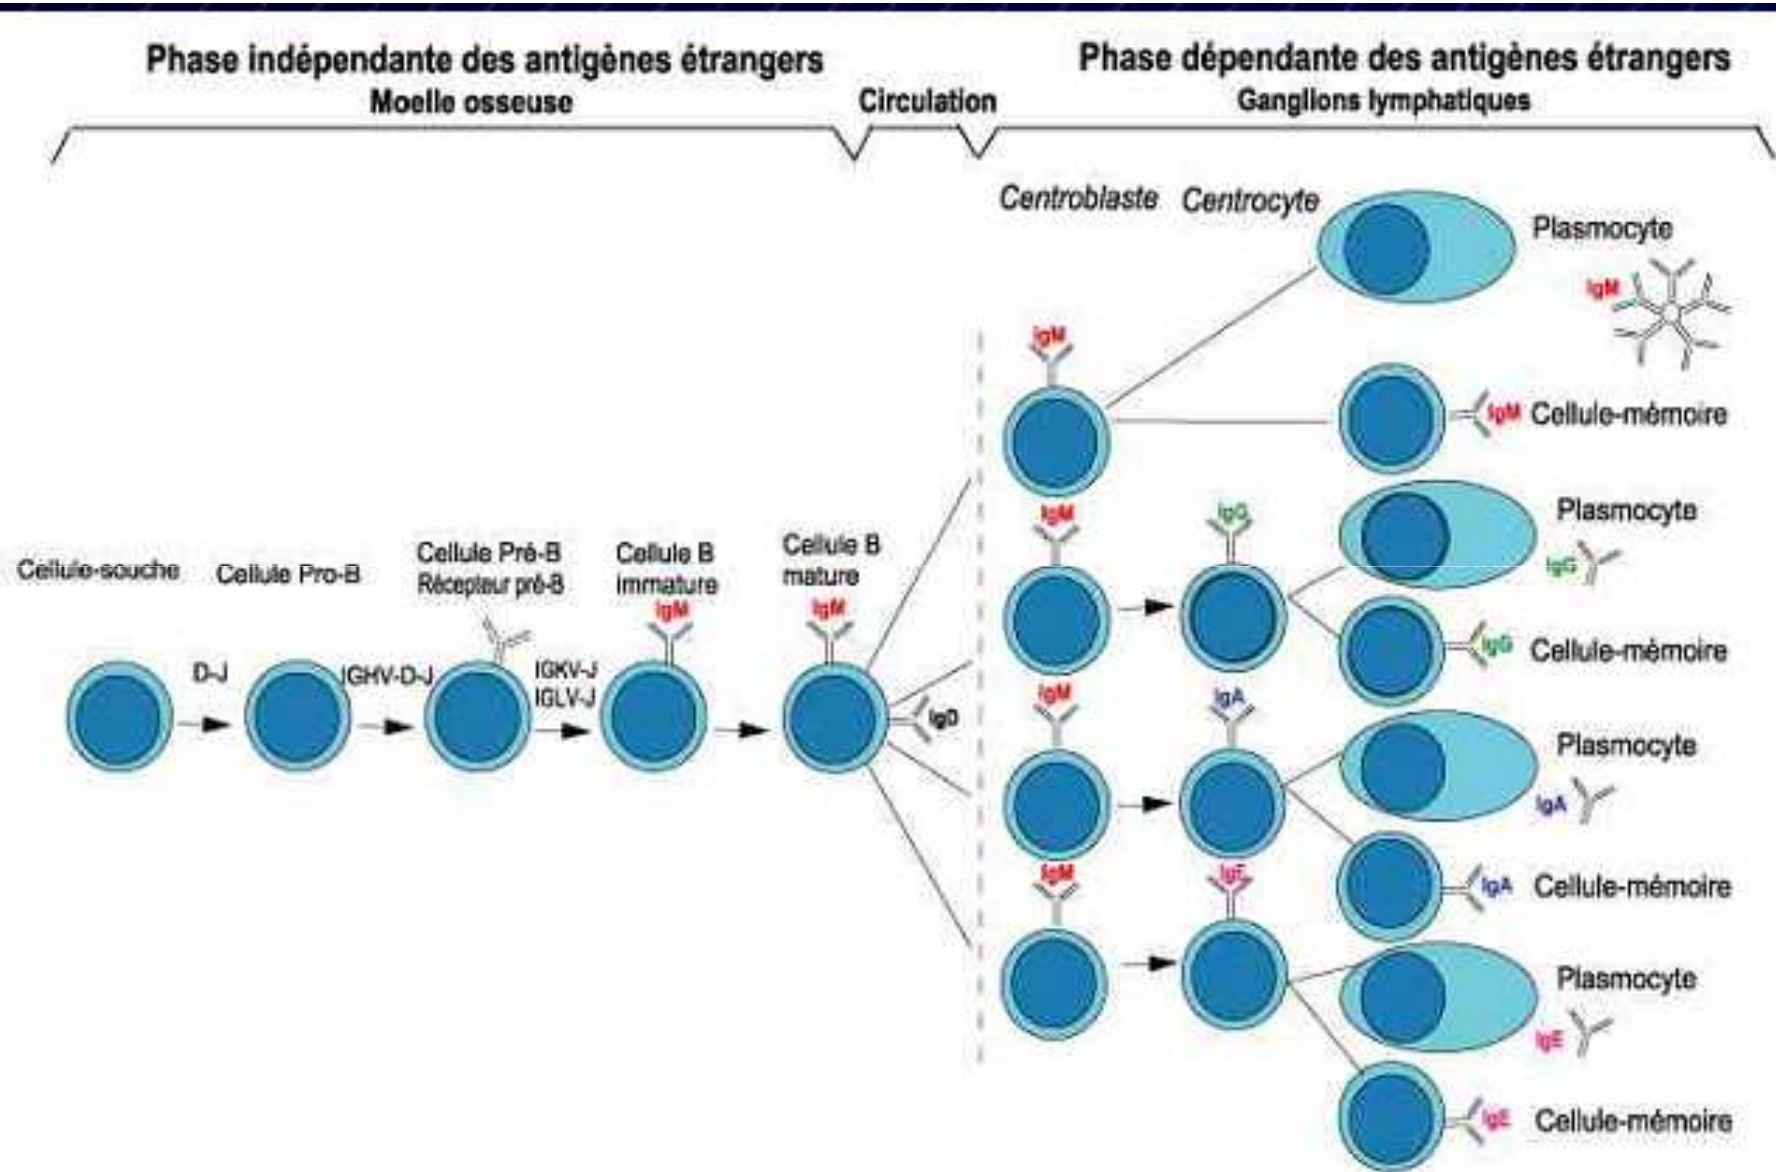 Phase indépendante des antigènes étrangers
Moelle osseuse
Circulation
Phase dépendante des antigènes étrangers
Ganglions lymphatiques
Centroblaste
Centrocyte
Plasmocyte
IgM
IgM
IgM
Cellule-mémoire
IgM
IgG
Plasmocyte
IgG
IgG
Cellule-mémoire
Cellule-souche
Cellule Pro-B
Cellule Pré-B
Récepteur pré-B
Cellule B
immature
IgM
Cellule B
mature
IgM
D-J
IGHV-D-J
IGKV-J
IGLV-J
IgD
IgM
IgA
Plasmocyte
IgA
IgA
Cellule-mémoire
IgM
IgE
Plasmocyte
IgE
IgE
Cellule-mémoire